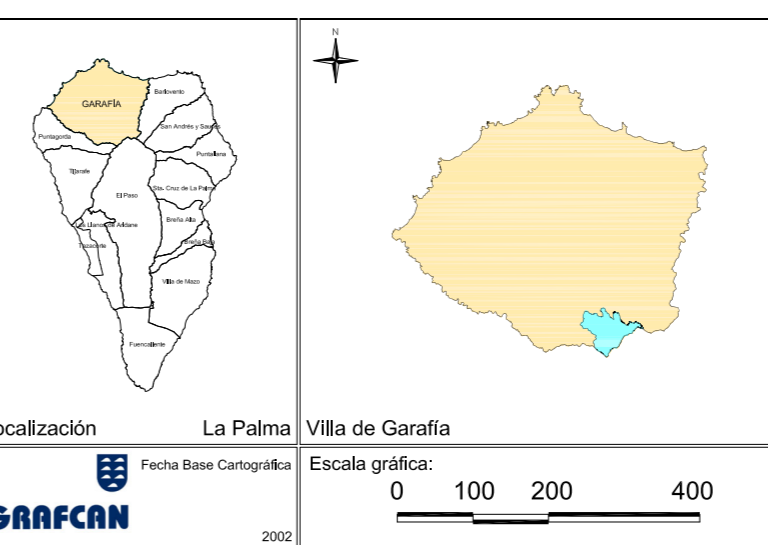 N
GARAFÍA
Barlovento
San Andrés y Sauces
Puntagorda
Puntallana
Tijarafe
Sta. Cruz de La Palma
El Paso
Breña Alta
Los Llanos de Aridane
Breña Baja
Tazacorte
Villa de Mazo
Fuencaliente
ocalización
La Palma
Villa de Garafía
Fecha Base Cartográfica
2002
GRAFCAN
Escala gráfica:
0 100 200 400